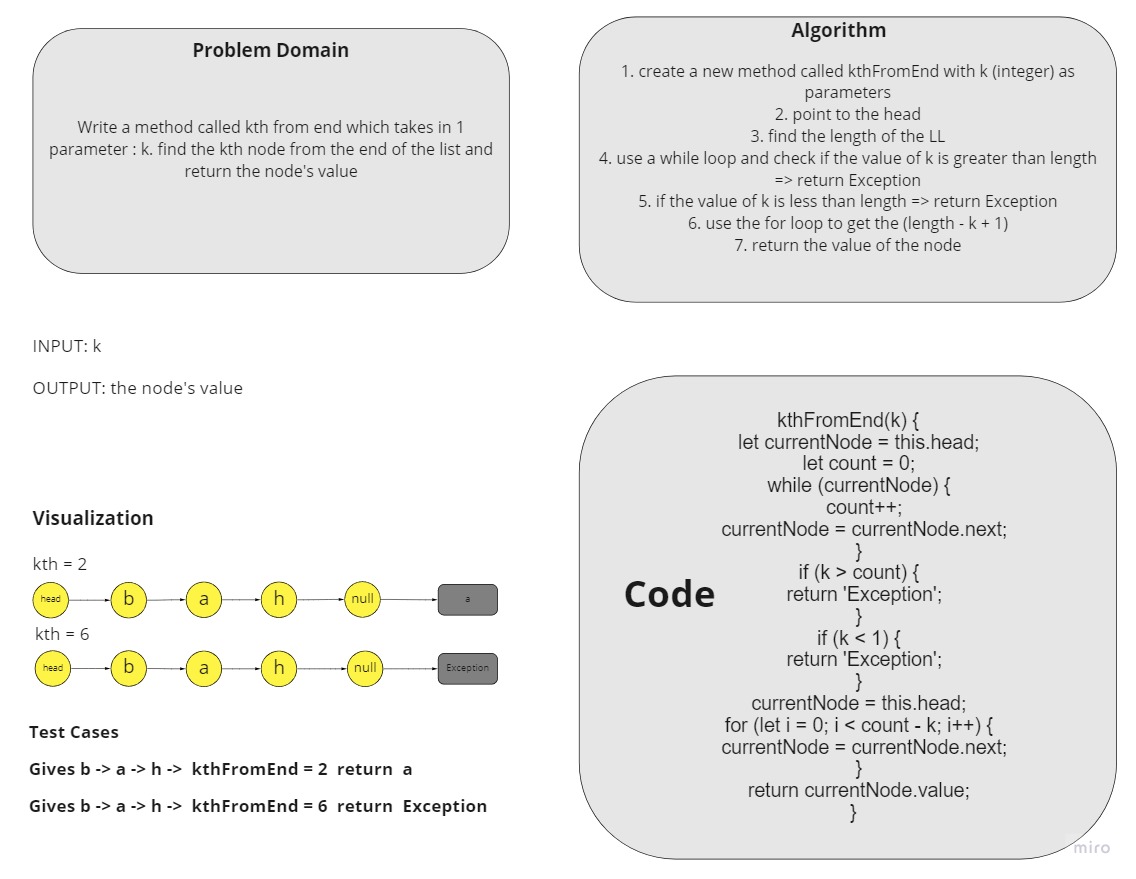 Problem Domain
Write a method called kth from end which takes in 1
parameter : k. find the kth node from the end of the list and
return the node's value
Algorithm
1. create a new method called kthFromEnd with k (integer) as
parameters
2. point to the head
3. find the length of the LL
4. use a while loop and check if the value of k is greater than length
=> return Exception
5. if the value of k is less than length => return Exception
6. use the for loop to get the (length - k + 1)
7. return the value of the node
INPUT: k
OUTPUT: the node's value
Visualization
kth = 2
head b a h null a
kth = 6
head b a h null Exception
Test Cases
Gives b -> a -> h -> kthFromEnd = 2 return a
Gives b -> a -> h -> kthFromEnd = 6 return Exception
Code
kthFromEnd(k) {
let currentNode = this.head;
let count = 0;
while (currentNode) {
count++;
currentNode = currentNode.next;
}
if (k > count) {
return 'Exception';
}
if (k < 1) {
return 'Exception';
}
currentNode = this.head;
for (let i = 0; i < count - k; i++) {
currentNode = currentNode.next;
}
return currentNode.value;
}
miro